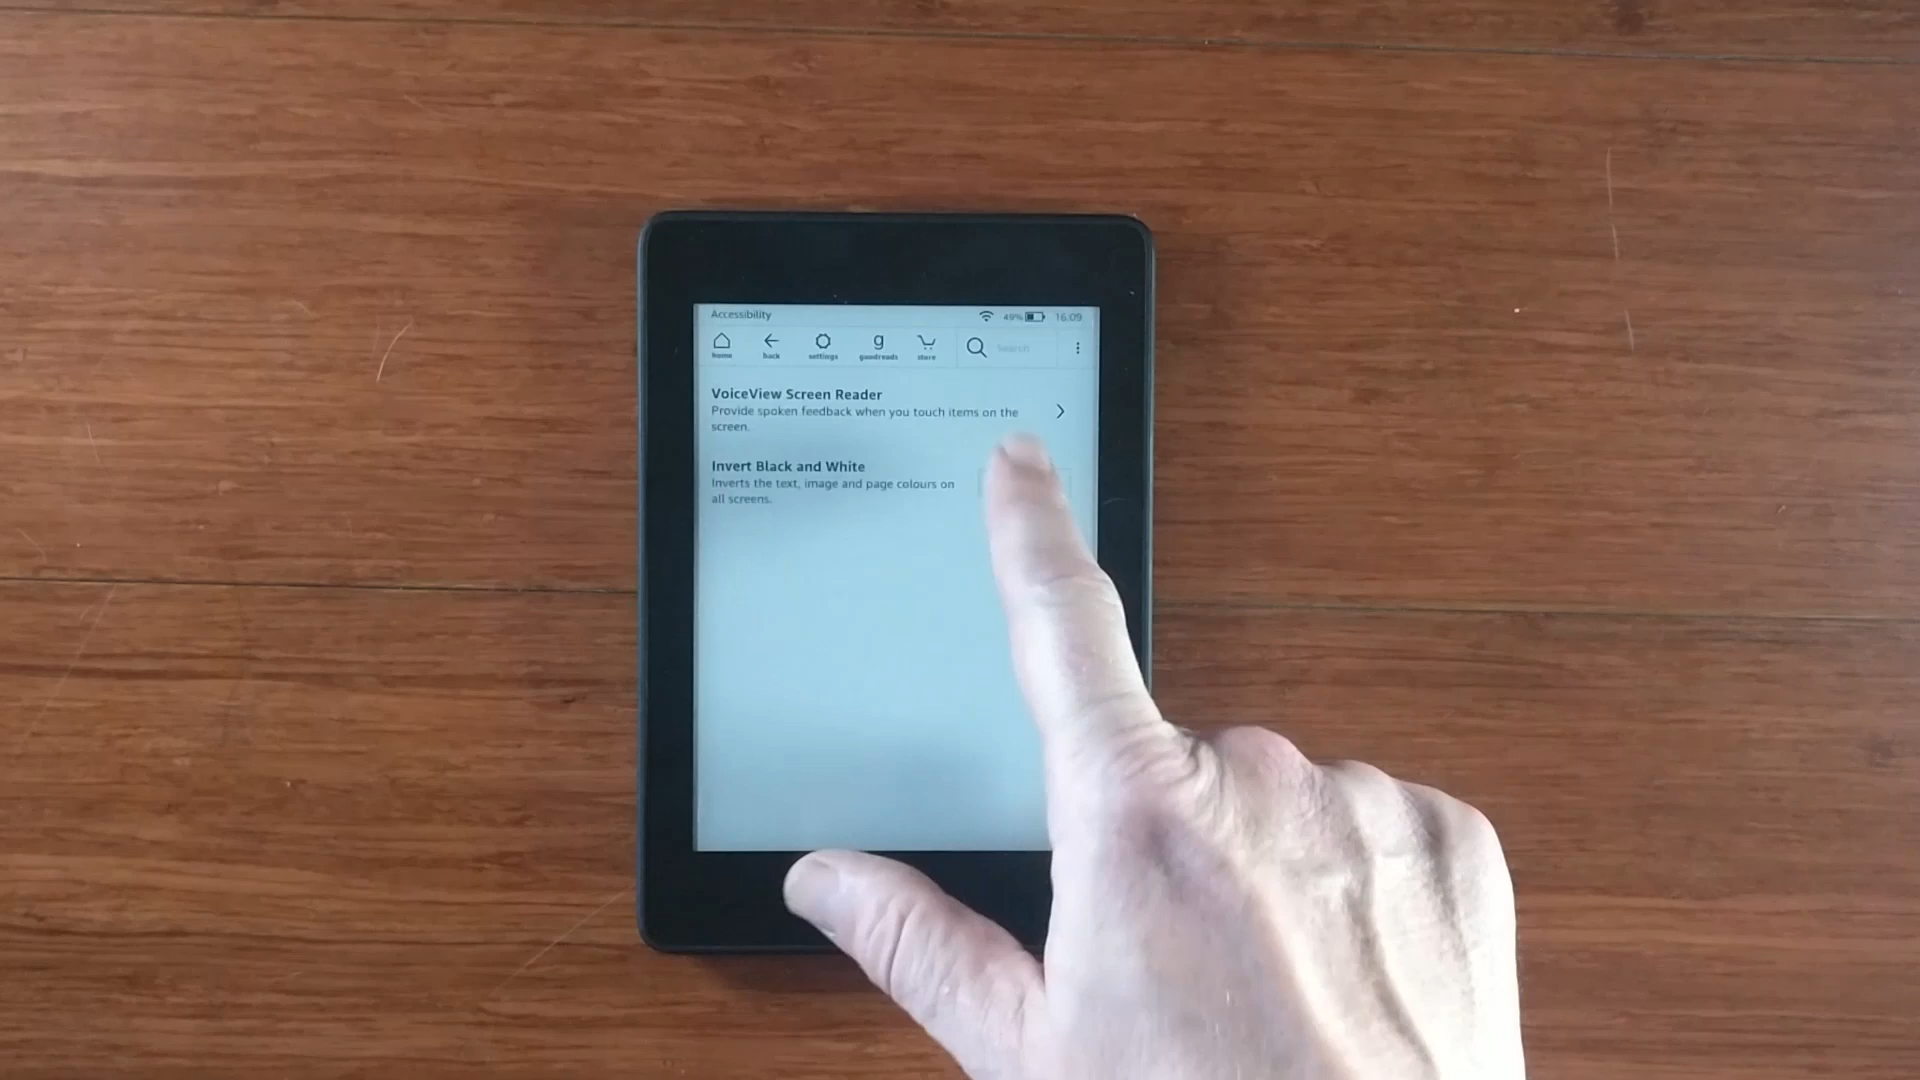 Accessibility 49% 16:09
home back settings goodreads store Search
VoiceView Screen Reader
Provide spoken feedback when you touch items on the
screen.
Invert Black and White
Inverts the text, image and page colours on
all screens.